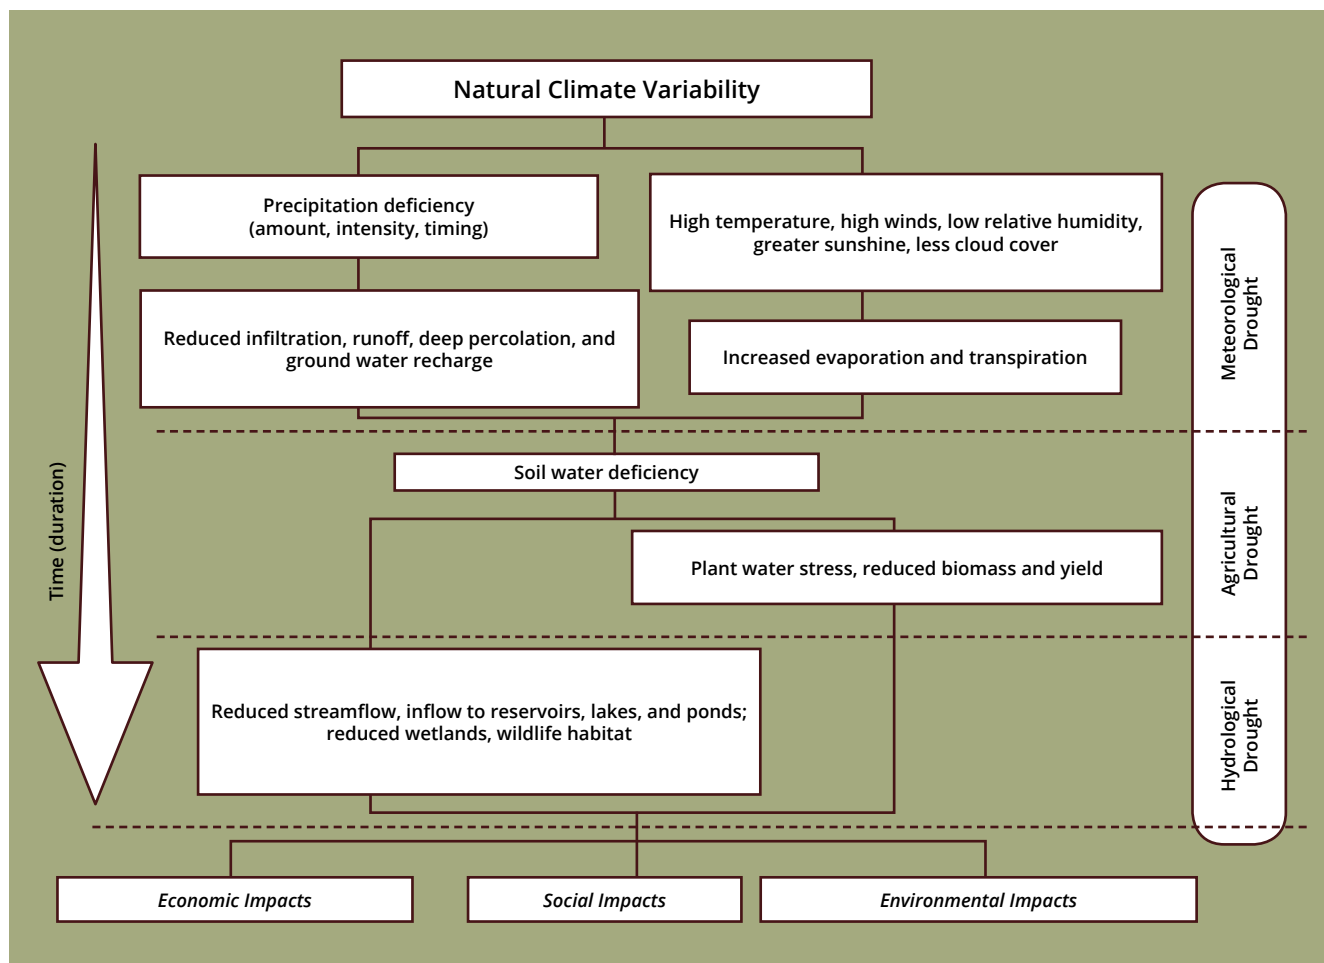 Natural Climate Variability
Precipitation deficiency
(amount, intensity, timing)
High temperature, high winds, low relative humidity,
greater sunshine, less cloud cover
Reduced infiltration, runoff, deep percolation, and
ground water recharge
Increased evaporation and transpiration
Meteorological
Drought
Soil water deficiency
Plant water stress, reduced biomass and yield
Agricultural
Drought
Time (duration)
Reduced streamflow, inflow to reservoirs, lakes, and ponds;
reduced wetlands, wildlife habitat
Hydrological
Drought
Economic Impacts
Social Impacts
Environmental Impacts